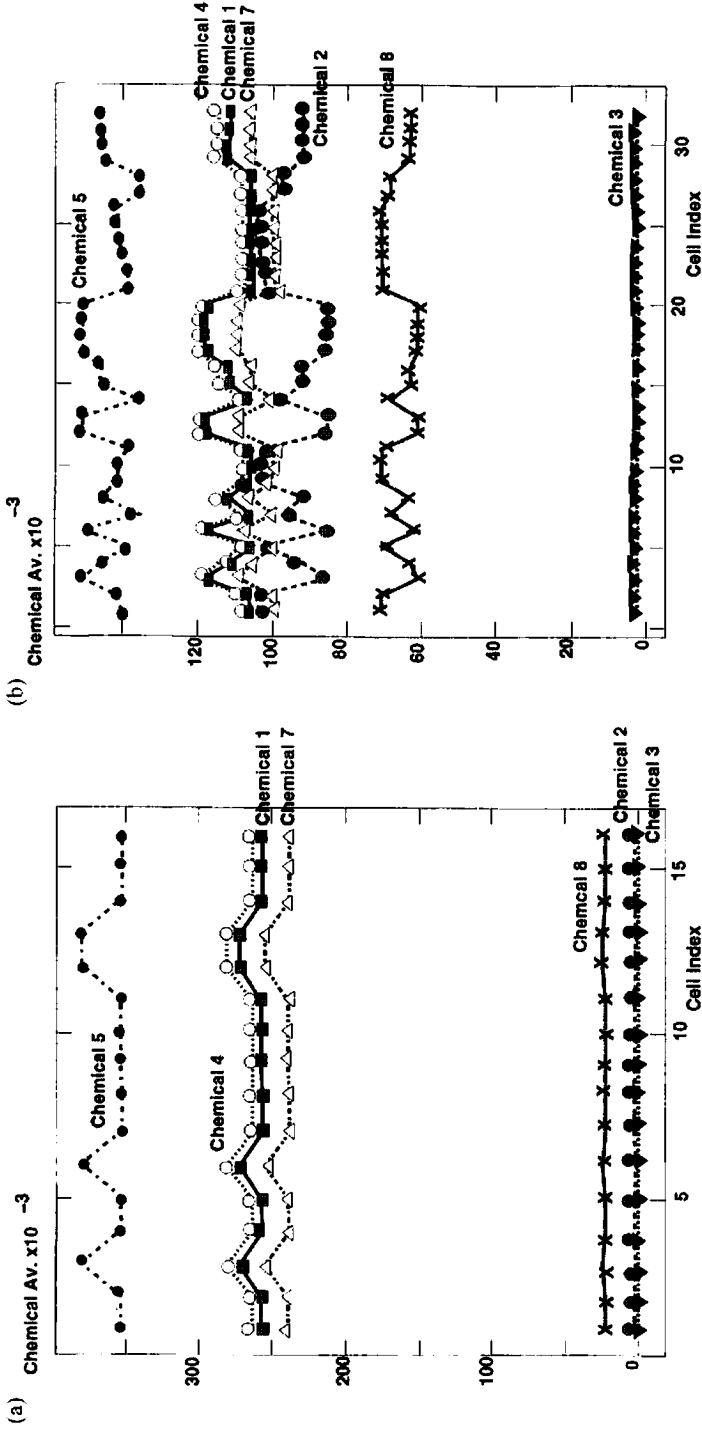 (a)
Chemical Av. x10 −3
Chemical 5
Chemical 4
Chemical 1
Chemical 7
Chemcal 8
Chemical 2
Chemical 3
300
200
100
0
5
10
15
Cell Index
(b)
Chemical Av. x10 −3
Chemical 5
Chemical 4
Chemical 1
Chemical 7
Chemical 2
Chemical 8
Chemical 3
120
100
80
60
40
20
0
10
20
30
Cell Index